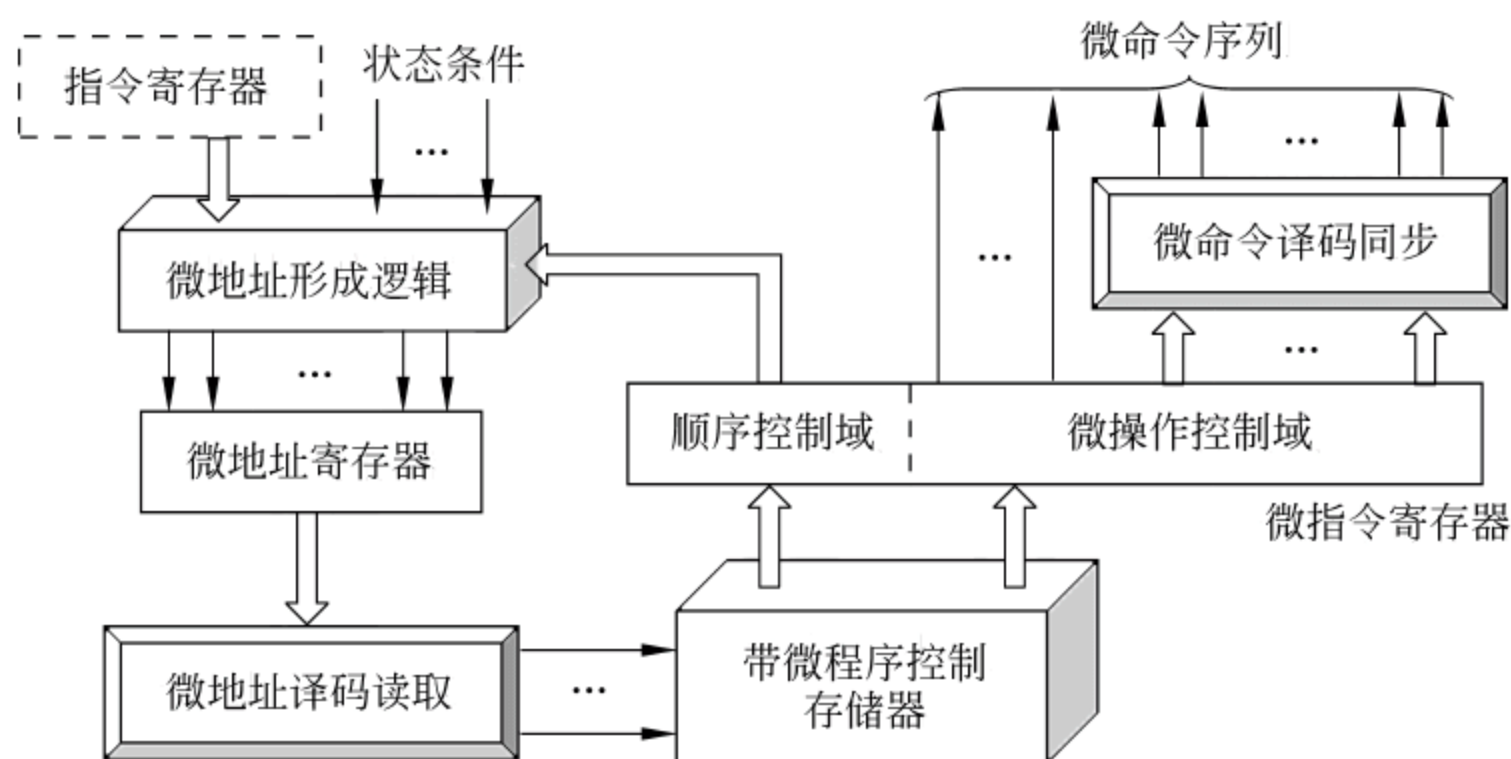 微命令序列
状态条件
指令寄存器
...
...
微命令译码同步
...
微地址形成逻辑
...
...
顺序控制域
微操作控制域
微地址寄存器
微指令寄存器
带微程序控制
存储器
微地址译码读取
...